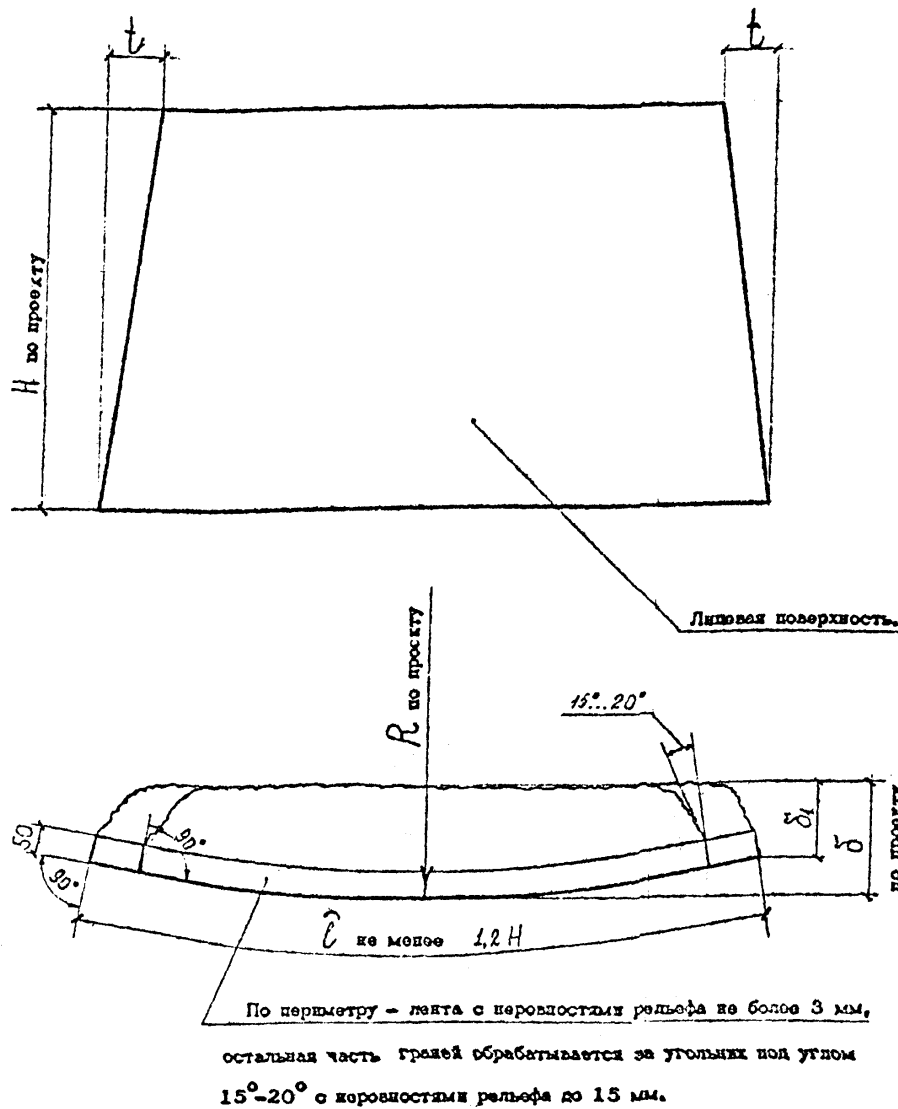 t
t
H по проекту
Лицевая поверхность.
R по проекту
15°...20°
50
90°
90°
δ₁
δ по проекту
l̂ не менее 1,2 H
По периметру – лента с неровностями рельефа не более 3 мм,
остальная часть граней обрабатывается за угольник под углом
15°-20° с неровностями рельефа до 15 мм.